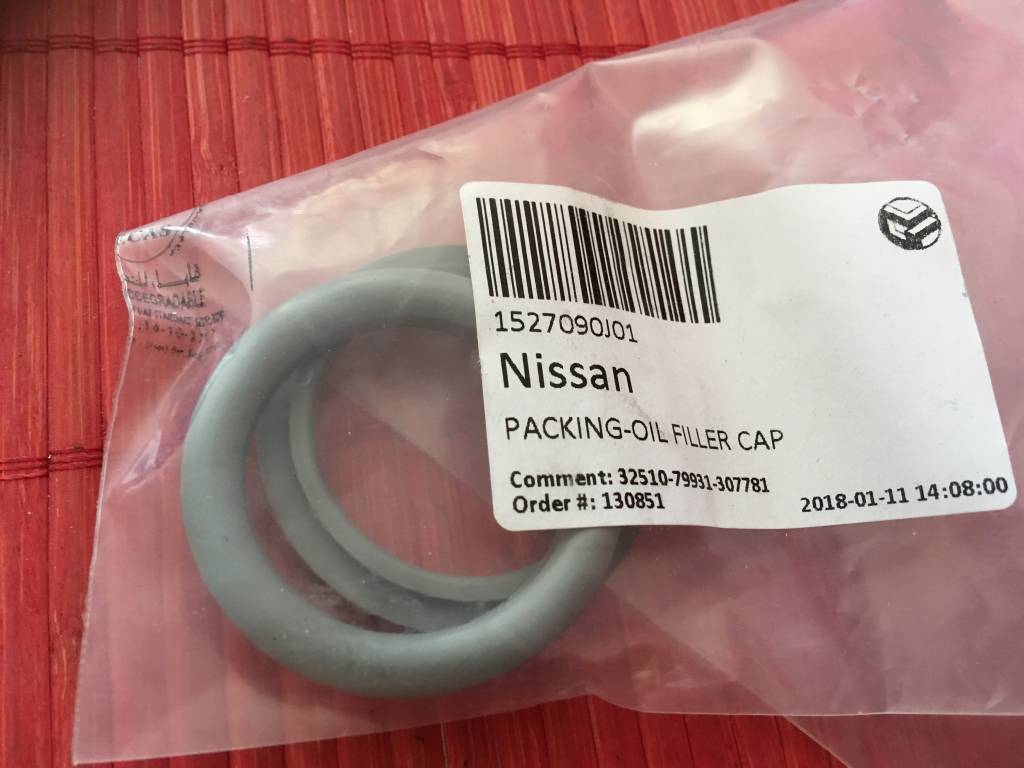 1527090J01
Nissan
PACKING-OIL FILLER CAP
Comment: 32510-79931-307781
Order #: 130851
2018-01-11 14:08:00